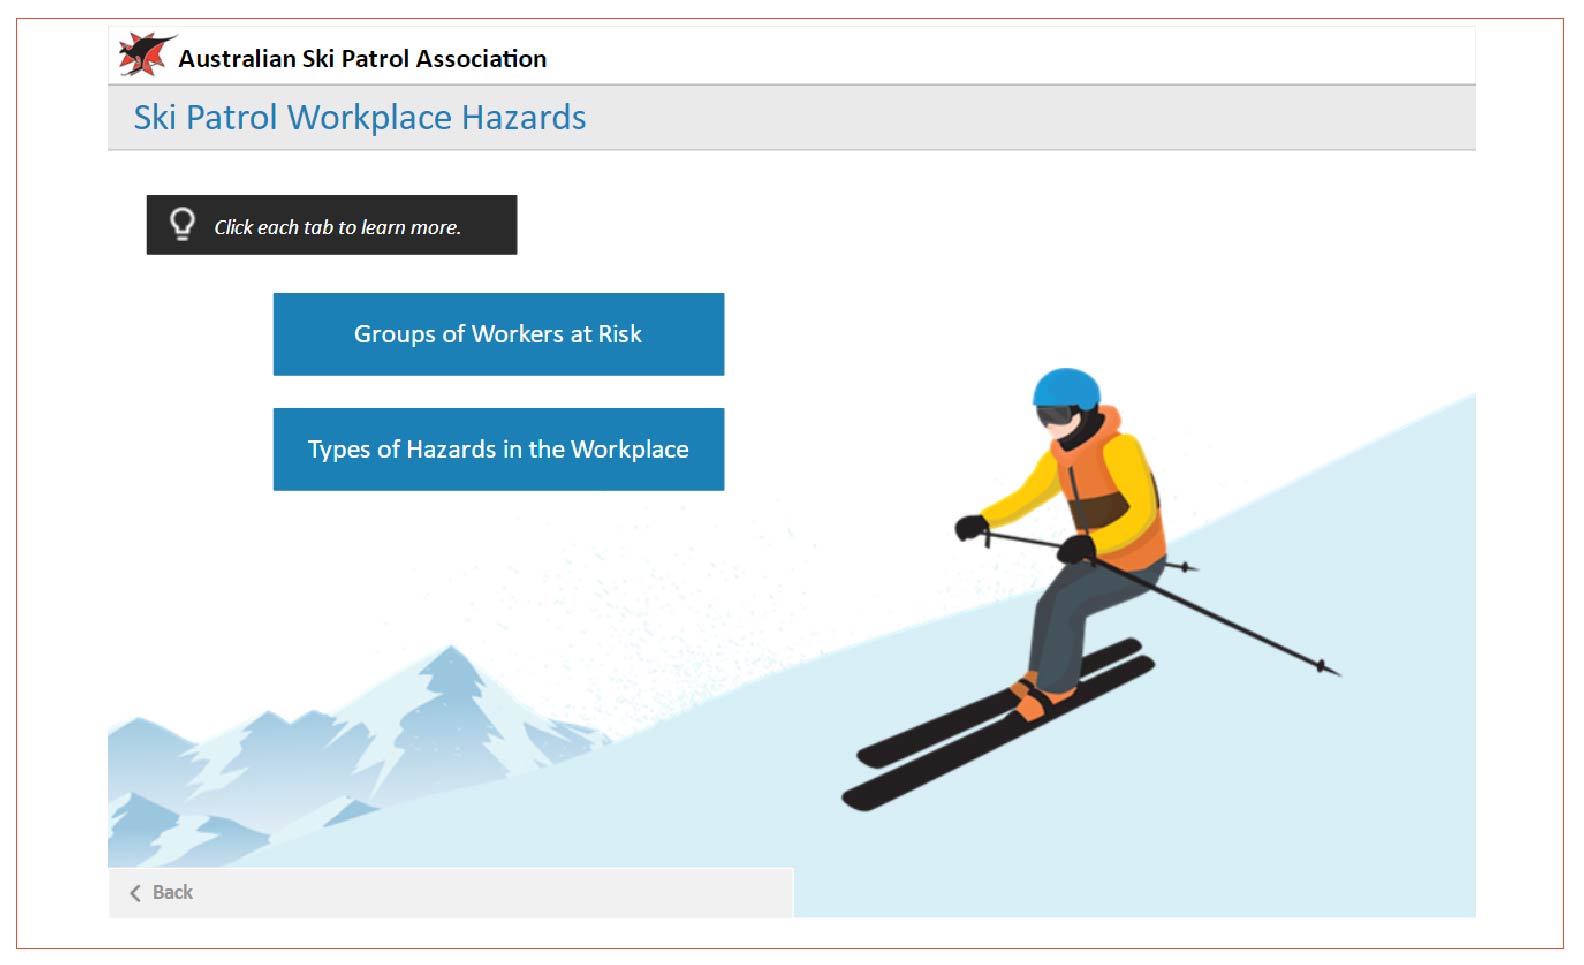 Australian Ski Patrol Association
Ski Patrol Workplace Hazards
Click each tab to learn more.
Groups of Workers at Risk
Types of Hazards in the Workplace
Back